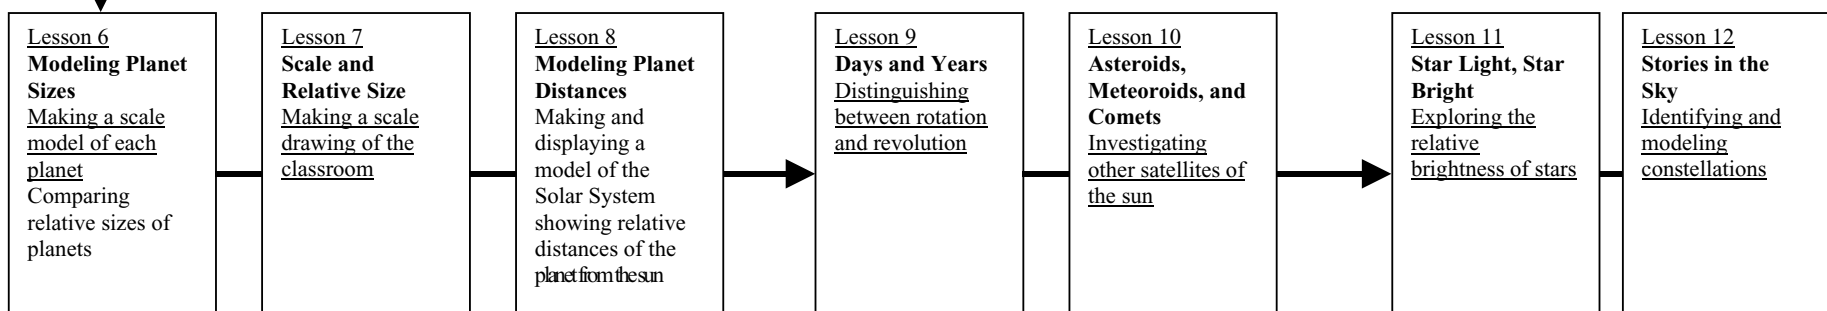 Lesson 6
Modeling Planet
Sizes
Making a scale
model of each
planet
Comparing
relative sizes of
planets
Lesson 7
Scale and
Relative Size
Making a scale
drawing of the
classroom
Lesson 8
Modeling Planet
Distances
Making and
displaying a
model of the
Solar System
showing relative
distances of the
planet from the sun
Lesson 9
Days and Years
Distinguishing
between rotation
and revolution
Lesson 10
Asteroids,
Meteoroids, and
Comets
Investigating
other satellites of
the sun
Lesson 11
Star Light, Star
Bright
Exploring the
relative
brightness of stars
Lesson 12
Stories in the
Sky
Identifying and
modeling
constellations